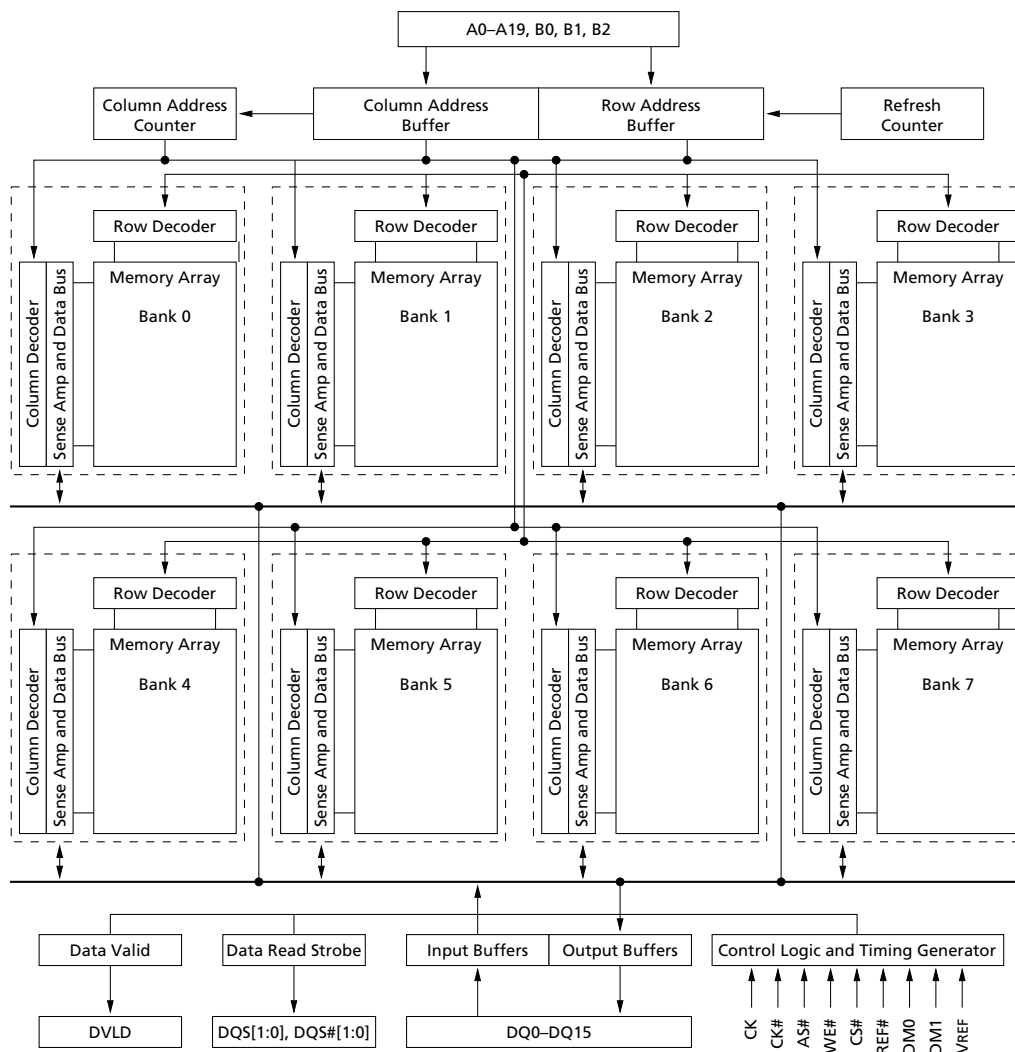 A0–A19, B0, B1, B2
Column Address
Counter
Column Address
Buffer
Row Address
Buffer
Refresh
Counter
Row Decoder
Row Decoder
Row Decoder
Row Decoder
Column Decoder
Sense Amp and Data Bus
Memory Array
Bank 0
Column Decoder
Sense Amp and Data Bus
Memory Array
Bank 1
Column Decoder
Sense Amp and Data Bus
Memory Array
Bank 2
Column Decoder
Sense Amp and Data Bus
Memory Array
Bank 3
Row Decoder
Row Decoder
Row Decoder
Row Decoder
Column Decoder
Sense Amp and Data Bus
Memory Array
Bank 4
Column Decoder
Sense Amp and Data Bus
Memory Array
Bank 5
Column Decoder
Sense Amp and Data Bus
Memory Array
Bank 6
Column Decoder
Sense Amp and Data Bus
Memory Array
Bank 7
Data Valid
Data Read Strobe
Input Buffers
Output Buffers
Control Logic and Timing Generator
DVLD
DQS[1:0], DQS#[1:0]
DQ0–DQ15
CK
CK#
AS#
WE#
CS#
REF#
DM0
DM1
VREF